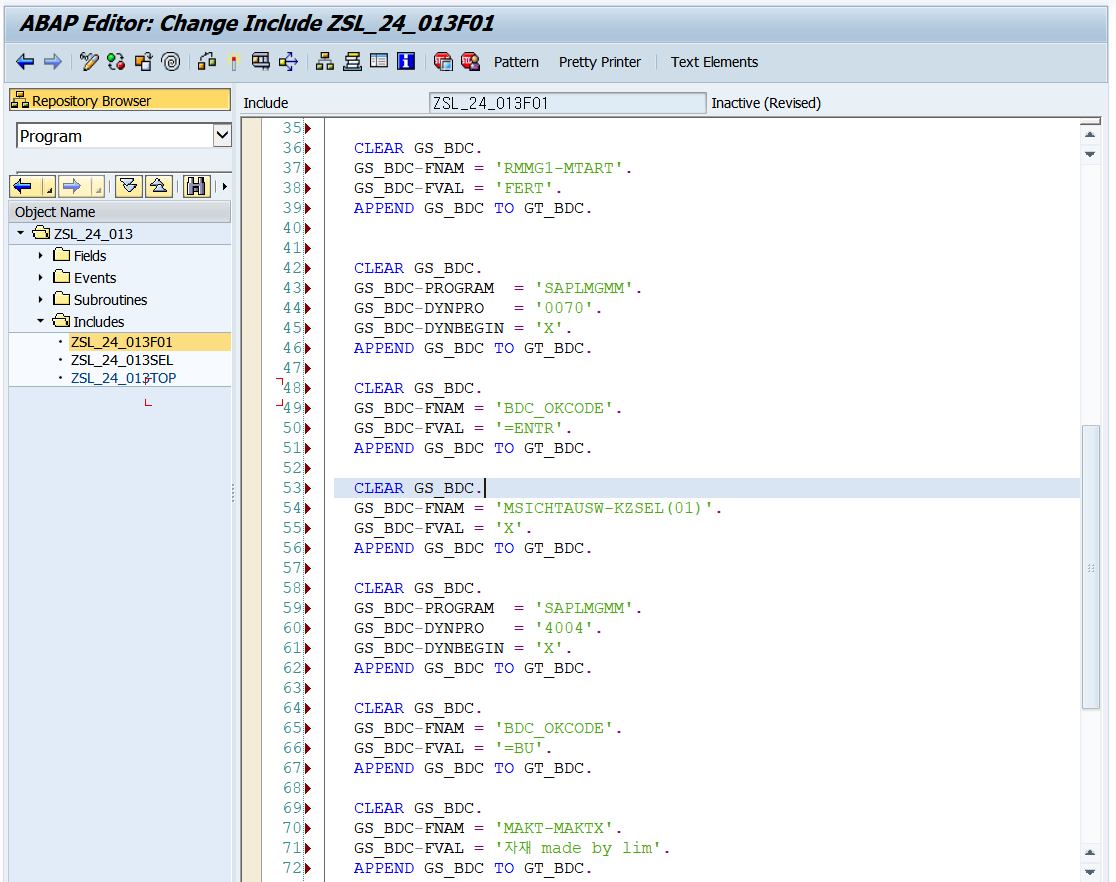 ABAP Editor: Change Include ZSL_24_013F01
Pattern Pretty Printer Text Elements
Repository Browser
Include ZSL_24_013F01 Inactive (Revised)
Program
Object Name
ZSL_24_013
Fields
Events
Subroutines
Includes
ZSL_24_013F01
ZSL_24_013SEL
ZSL_24_013TOP
35
36 CLEAR GS_BDC.
37 GS_BDC-FNAM = 'RMMG1-MTART'.
38 GS_BDC-FVAL = 'FERT'.
39 APPEND GS_BDC TO GT_BDC.
40
41
42 CLEAR GS_BDC.
43 GS_BDC-PROGRAM = 'SAPLMGMM'.
44 GS_BDC-DYNPRO = '0070'.
45 GS_BDC-DYNBEGIN = 'X'.
46 APPEND GS_BDC TO GT_BDC.
47
48 CLEAR GS_BDC.
49 GS_BDC-FNAM = 'BDC_OKCODE'.
50 GS_BDC-FVAL = '=ENTR'.
51 APPEND GS_BDC TO GT_BDC.
52
53 CLEAR GS_BDC.
54 GS_BDC-FNAM = 'MSICHTAUSW-KZSEL(01)'.
55 GS_BDC-FVAL = 'X'.
56 APPEND GS_BDC TO GT_BDC.
57
58 CLEAR GS_BDC.
59 GS_BDC-PROGRAM = 'SAPLMGMM'.
60 GS_BDC-DYNPRO = '4004'.
61 GS_BDC-DYNBEGIN = 'X'.
62 APPEND GS_BDC TO GT_BDC.
63
64 CLEAR GS_BDC.
65 GS_BDC-FNAM = 'BDC_OKCODE'.
66 GS_BDC-FVAL = '=BU'.
67 APPEND GS_BDC TO GT_BDC.
68
69 CLEAR GS_BDC.
70 GS_BDC-FNAM = 'MAKT-MAKTX'.
71 GS_BDC-FVAL = '자재 made by lim'.
72 APPEND GS_BDC TO GT_BDC.